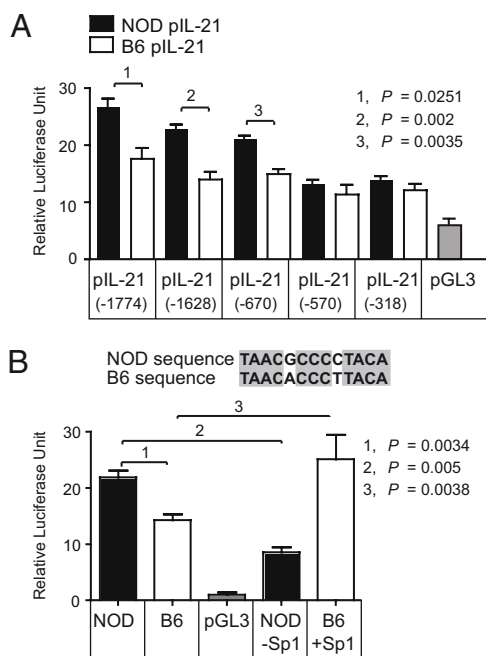 A
NOD pIL-21
B6 pIL-21
Relative Luciferase Unit
30
20
10
0
1
2
3
1, P = 0.0251
2, P = 0.002
3, P = 0.0035
pIL-21 pIL-21 pIL-21 pIL-21 pIL-21 pGL3
(-1774) (-1628) (-670) (-570) (-318)
B
NOD sequence TAACGCCCCTACA
B6 sequence TAACACCCTTACA
Relative Luciferase Unit
30
20
10
0
3
2
1
1, P = 0.0034
2, P = 0.005
3, P = 0.0038
NOD B6 pGL3 NOD B6
-Sp1 +Sp1